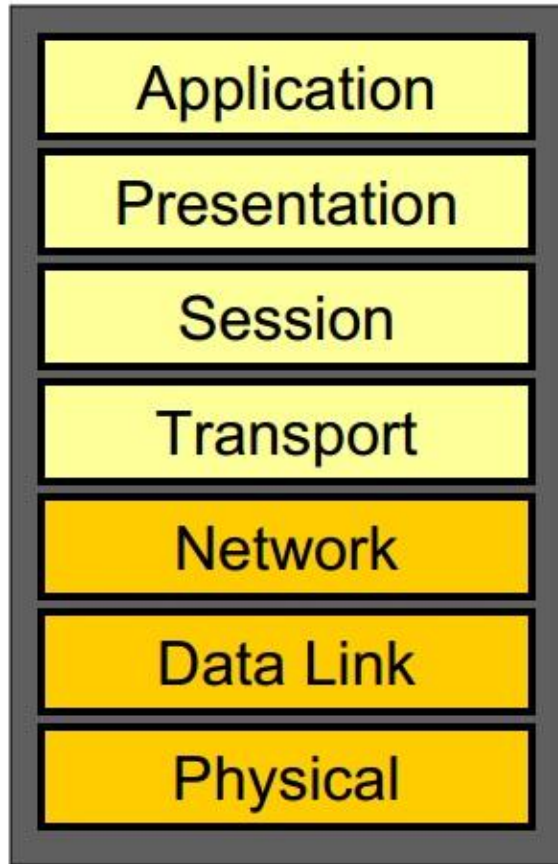 Application
Presentation
Session
Transport
Network
Data Link
Physical